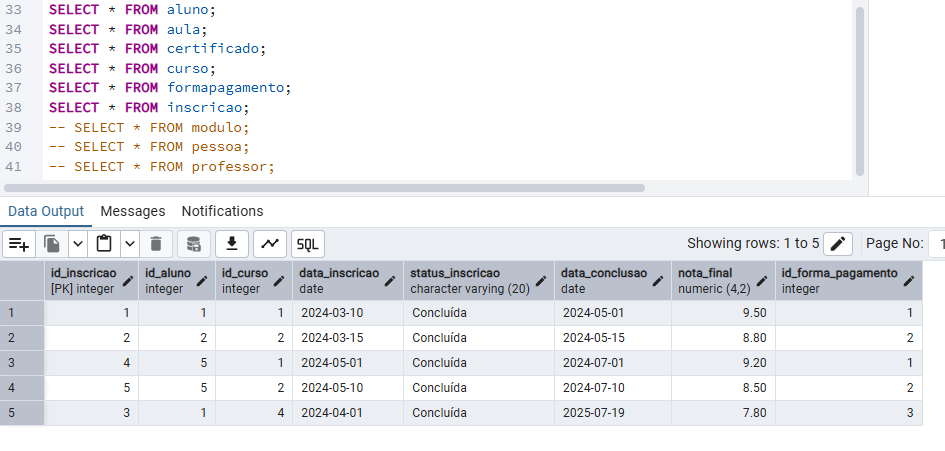 33 SELECT * FROM aluno;
34 SELECT * FROM aula;
35 SELECT * FROM certificado;
36 SELECT * FROM curso;
37 SELECT * FROM formapagamento;
38 SELECT * FROM inscricao;
39 -- SELECT * FROM modulo;
40 -- SELECT * FROM pessoa;
41 -- SELECT * FROM professor;
Data Output Messages Notifications
SQL Showing rows: 1 to 5 Page No: 1
id_inscricao id_aluno id_curso data_inscricao status_inscricao data_conclusao nota_final id_forma_pagamento
[PK] integer integer integer date character varying (20) date numeric (4,2) integer
1 1 1 1 2024-03-10 Concluída 2024-05-01 9.50 1
2 2 2 2 2024-03-15 Concluída 2024-05-15 8.80 2
3 4 5 1 2024-05-01 Concluída 2024-07-01 9.20 1
4 5 5 2 2024-05-10 Concluída 2024-07-10 8.50 2
5 3 1 4 2024-04-01 Concluída 2025-07-19 7.80 3